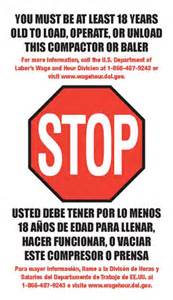 YOU MUST BE AT LEAST 18 YEARS
OLD TO LOAD, OPERATE, OR UNLOAD
THIS COMPACTOR OR BALER
For more information, call the U.S. Department of
Labor's Wage and Hour Division at 1-866-487-9243 or
visit www.wagehour.dol.gov.
STOP
USTED DEBE TENER POR LO MENOS
18 AÑOS DE EDAD PARA LLENAR,
HACER FUNCIONAR, O VACIAR
ESTE COMPRESOR O PRENSA
Para mayor información, llame a la División de Horas y
Salarios del Departamento de Trabajo de EE.UU. al
1-866-487-9243 o visite www.wagehour.dol.gov.